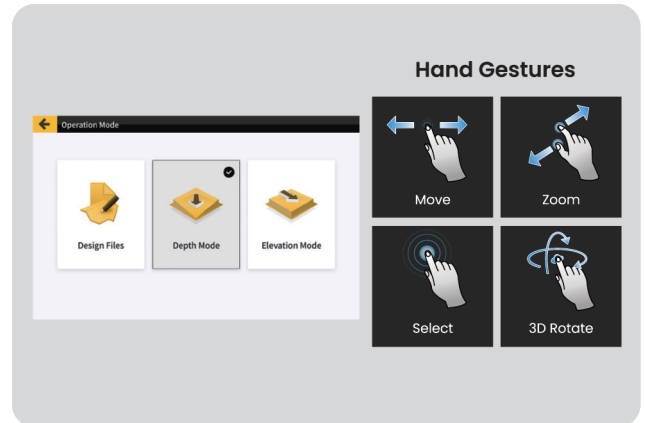 Hand Gestures
Operation Mode
Design Files
Depth Mode
Elevation Mode
Move
Zoom
Select
3D Rotate